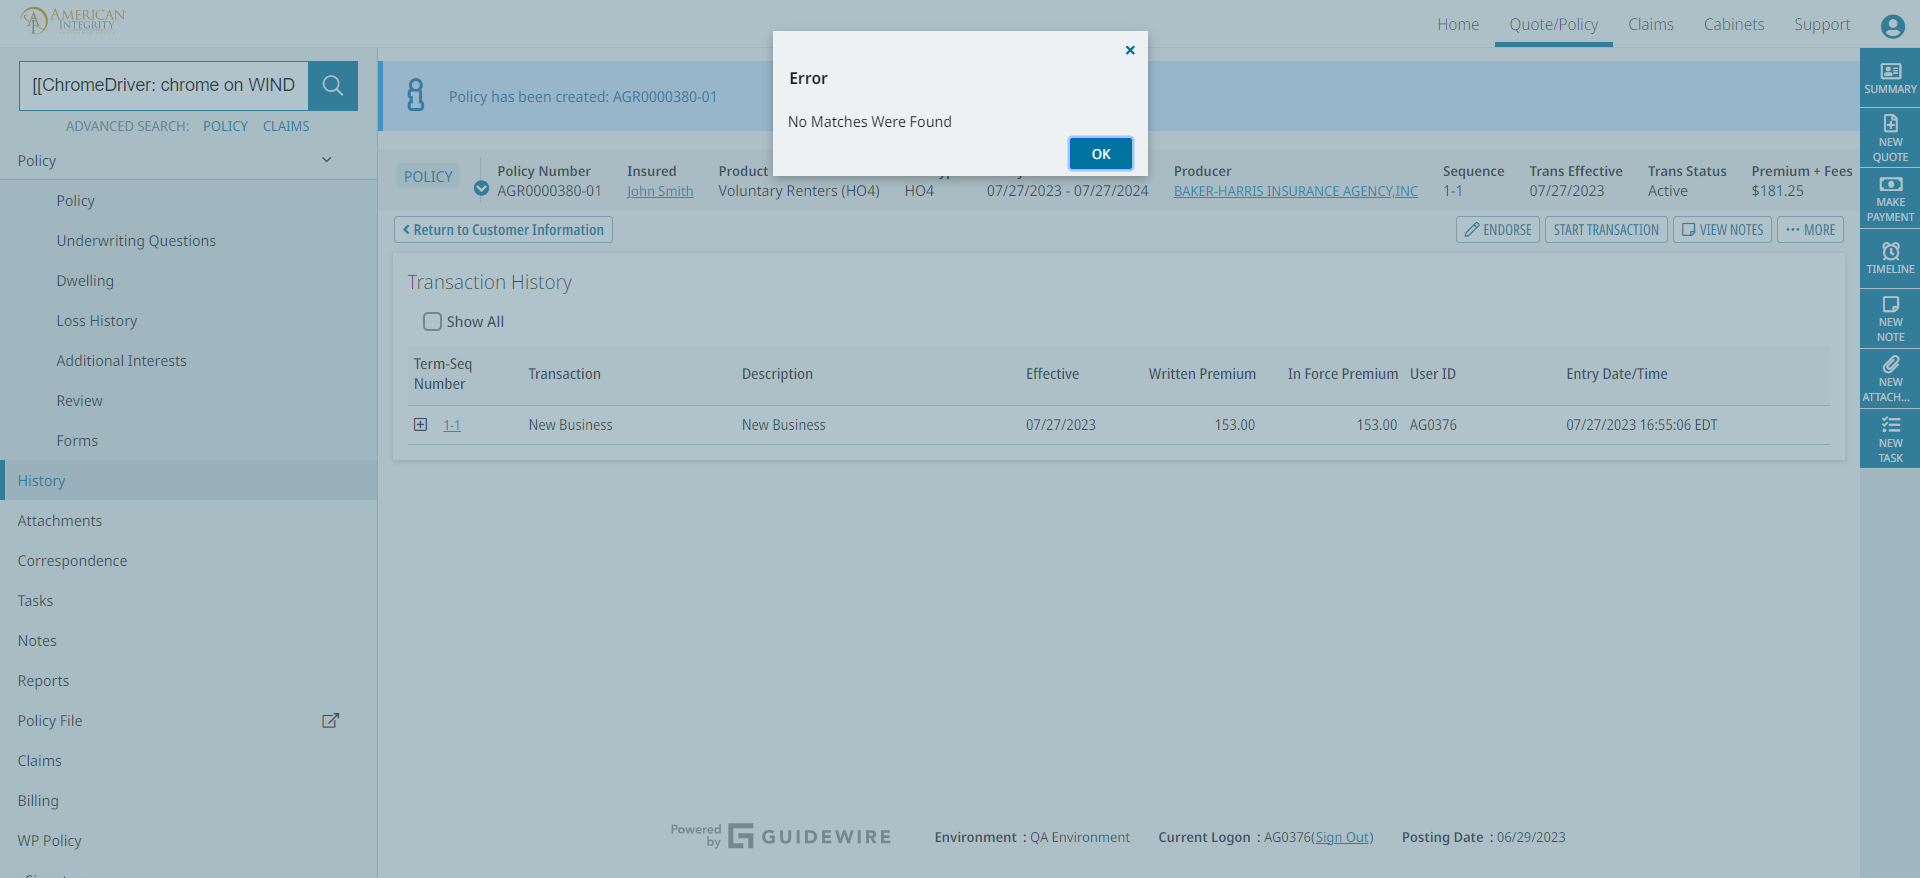 AMERICAN
INTEGRITY
Home
Quote/Policy
Claims
Cabinets
Support
[[ChromeDriver: chrome on WIND
ADVANCED SEARCH: POLICY CLAIMS
Policy
Policy
Underwriting Questions
Dwelling
Loss History
Additional Interests
Review
Forms
History
Attachments
Correspondence
Tasks
Notes
Reports
Policy File
Claims
Billing
WP Policy
Policy has been created: AGR0000380-01
×
Error
No Matches Were Found
OK
POLICY
Policy Number
AGR0000380-01
Insured
John Smith
Product
Voluntary Renters (HO4)
HO4
07/27/2023 - 07/27/2024
Producer
BAKER-HARRIS INSURANCE AGENCY,INC
Sequence
1-1
Trans Effective
07/27/2023
Trans Status
Active
Premium + Fees
$181.25
Return to Customer Information
ENDORSE
START TRANSACTION
VIEW NOTES
MORE
Transaction History
Show All
Term-Seq
Number
Transaction
Description
Effective
Written Premium
In Force Premium
User ID
Entry Date/Time
1-1
New Business
New Business
07/27/2023
153.00
153.00
AG0376
07/27/2023 16:55:06 EDT
SUMMARY
NEW
QUOTE
MAKE
PAYMENT
TIMELINE
NEW
NOTE
NEW
ATTACH...
NEW
TASK
Powered
by
GUIDEWIRE
Environment : QA Environment
Current Logon : AG0376(Sign Out)
Posting Date : 06/29/2023